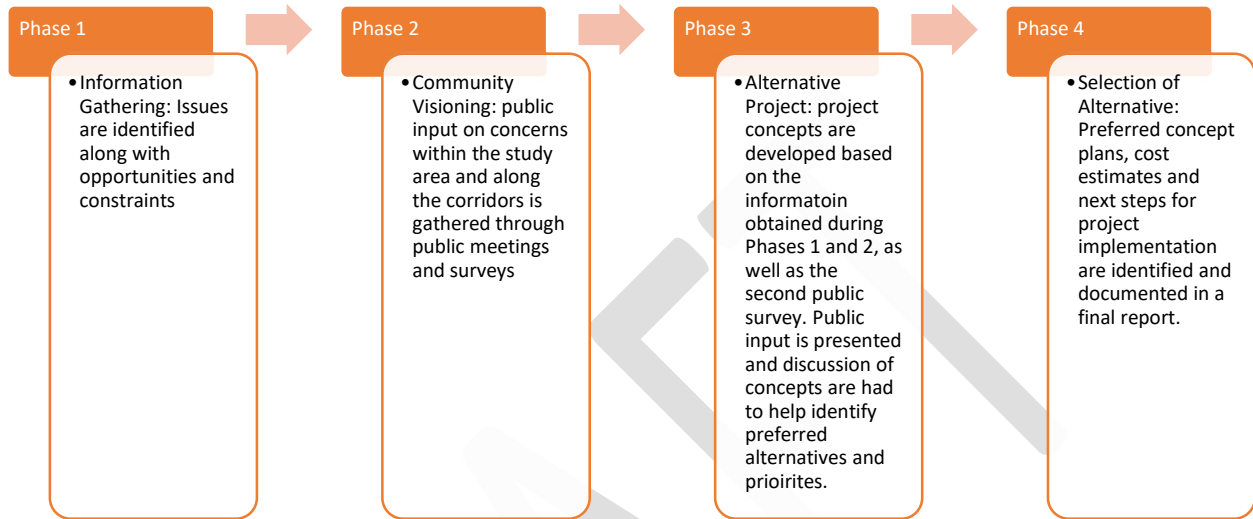 Phase 1
•Information
Gathering: Issues
are identified
along with
opportunities and
constraints
Phase 2
•Community
Visioning: public
input on concerns
within the study
area and along
the corridors is
gathered through
public meetings
and surveys
Phase 3
•Alternative
Project: project
concepts are
developed based
on the
informatoin
obtained during
Phases 1 and 2, as
well as the
second public
survey. Public
input is presented
and discussion of
concepts are had
to help identify
preferred
alternatives and
prioirites.
Phase 4
•Selection of
Alternative:
Preferred concept
plans, cost
estimates and
next steps for
project
implementation
are identified and
documented in a
final report.